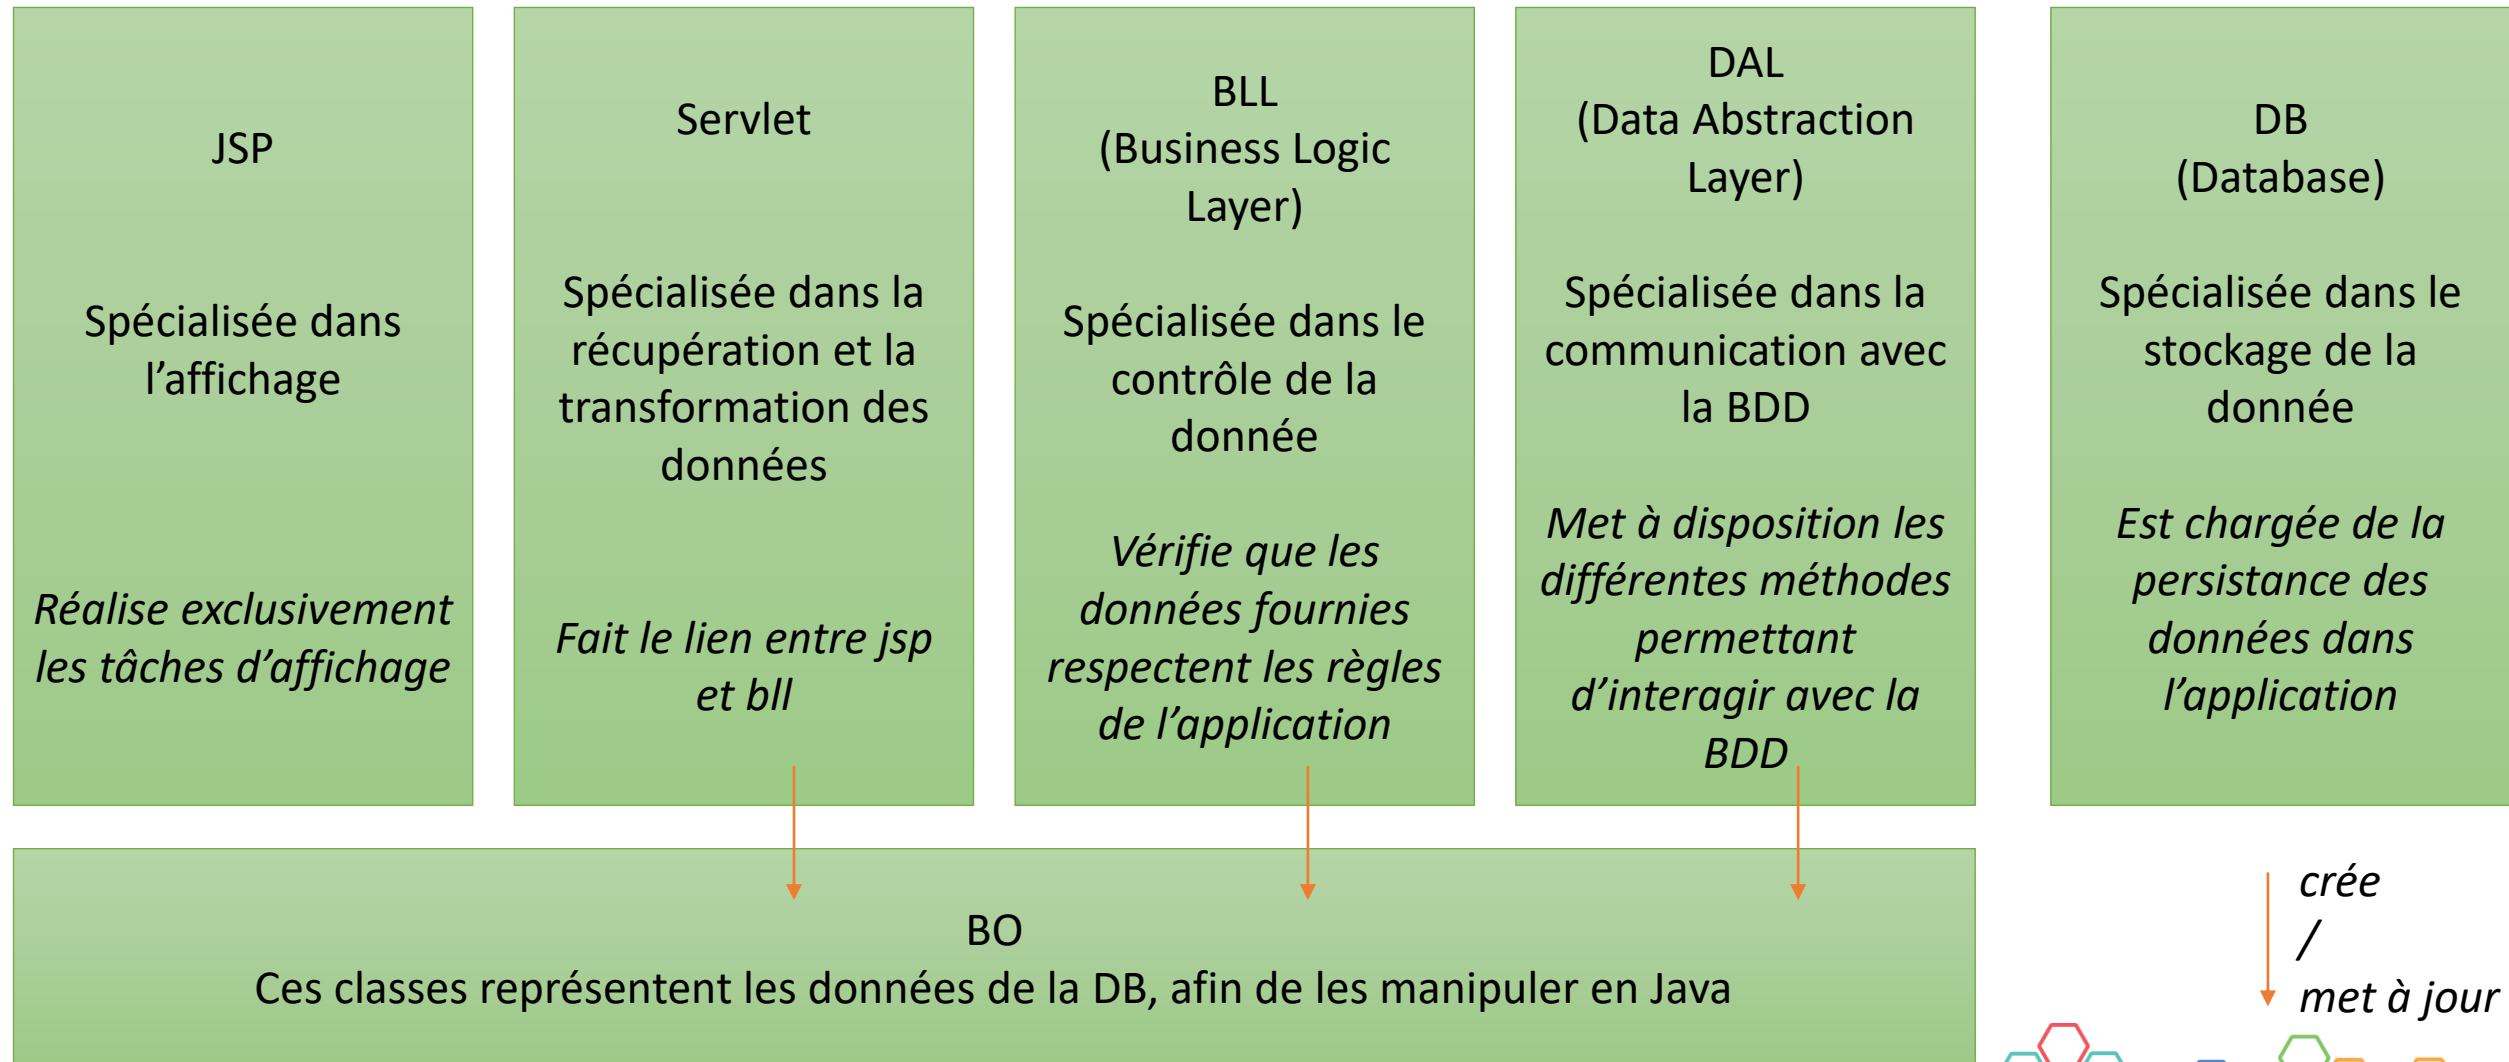 JSP
Spécialisée dans
l’affichage
Réalise exclusivement
les tâches d’affichage
Servlet
Spécialisée dans la
récupération et la
transformation des
données
Fait le lien entre jsp
et bll
BLL
(Business Logic
Layer)
Spécialisée dans le
contrôle de la
donnée
Vérifie que les
données fournies
respectent les règles
de l’application
DAL
(Data Abstraction
Layer)
Spécialisée dans la
communication avec
la BDD
Met à disposition les
différentes méthodes
permettant
d’interagir avec la
BDD
DB
(Database)
Spécialisée dans le
stockage de la
donnée
Est chargée de la
persistance des
données dans
l’application
BO
Ces classes représentent les données de la DB, afin de les manipuler en Java
crée
/
met à jour